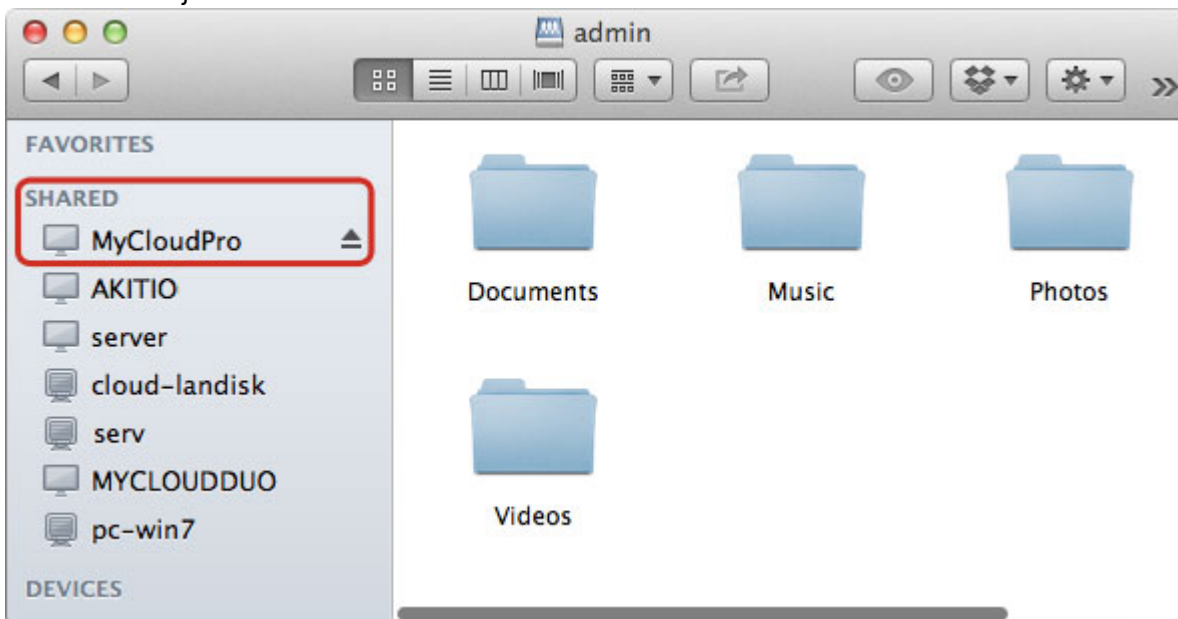 admin
FAVORITES
SHARED
MyCloudPro
AKITIO
server
cloud-landisk
serv
MYCLOUDDUO
pc-win7
DEVICES
Documents
Music
Photos
Videos